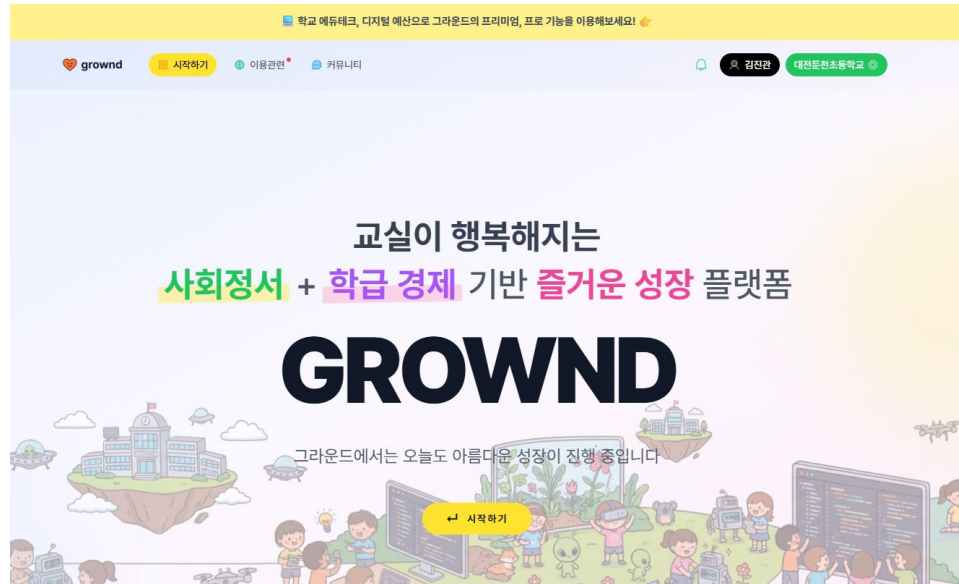 학교 에듀테크, 디지털 예산으로 그라운드의 프리미엄, 프로 기능을 이용해보세요!
grownd 시작하기 이용관련 커뮤니티 김진관 대전둔천초등학교
교실이 행복해지는
사회정서 + 학급 경제 기반 즐거운 성장 플랫폼
GROWND
그라운드에서는 오늘도 아름다운 성장이 진행 중입니다
시작하기